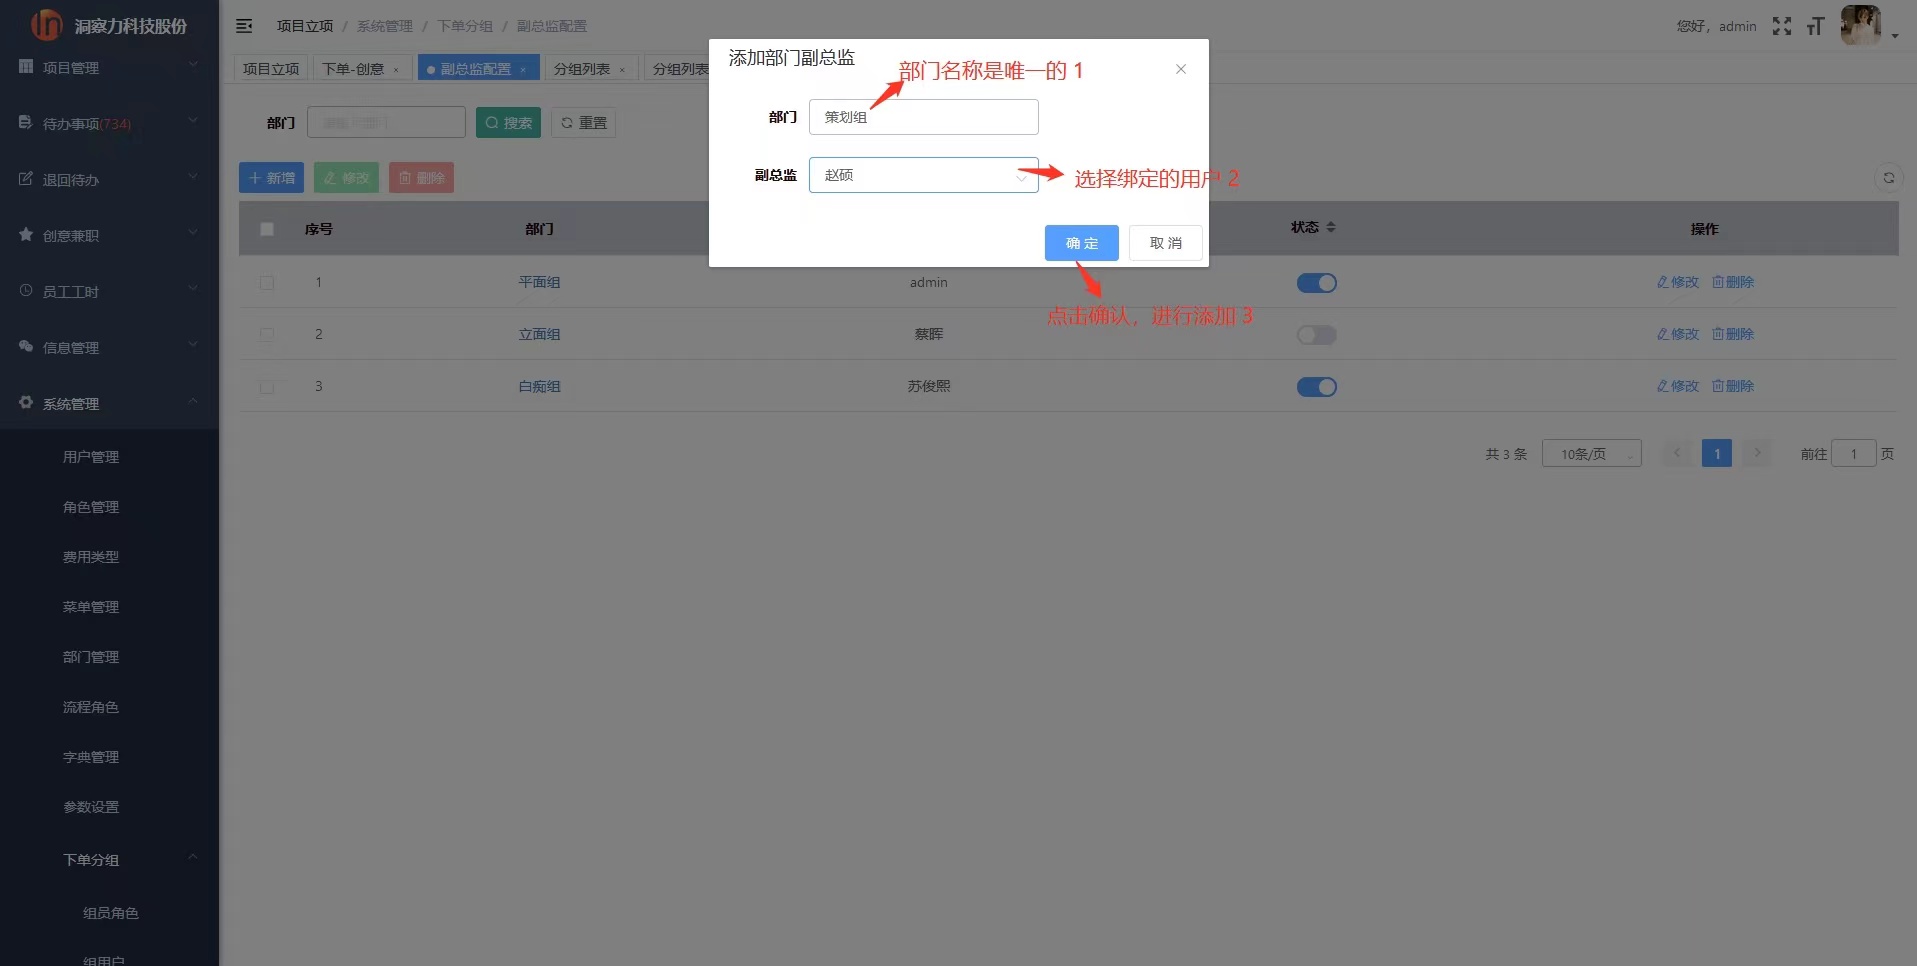 洞察力科技股份
项目立项 / 系统管理 / 下单分组 / 副总监配置
您好，admin
项目管理
待办事项(734)
退回待办
创意兼职
员工工时
信息管理
系统管理
用户管理
角色管理
费用类型
菜单管理
部门管理
流程角色
字典管理
参数设置
下单分组
组员角色
组用户
项目立项 下单-创意 × 副总监配置 × 分组列表 × 分组列表
部门 搜索 重置
新增 修改 删除
添加部门副总监
部门名称是唯一的 1
部门 策划组
副总监 赵硕
选择绑定的用户 2
确 定 取 消
点击确认，进行添加 3
序号 部门 状态 操作
1 平面组 admin 修改 删除
2 立面组 蔡晖 修改 删除
3 白痴组 苏俊熙 修改 删除
共 3 条 10条/页 1 前往 1 页